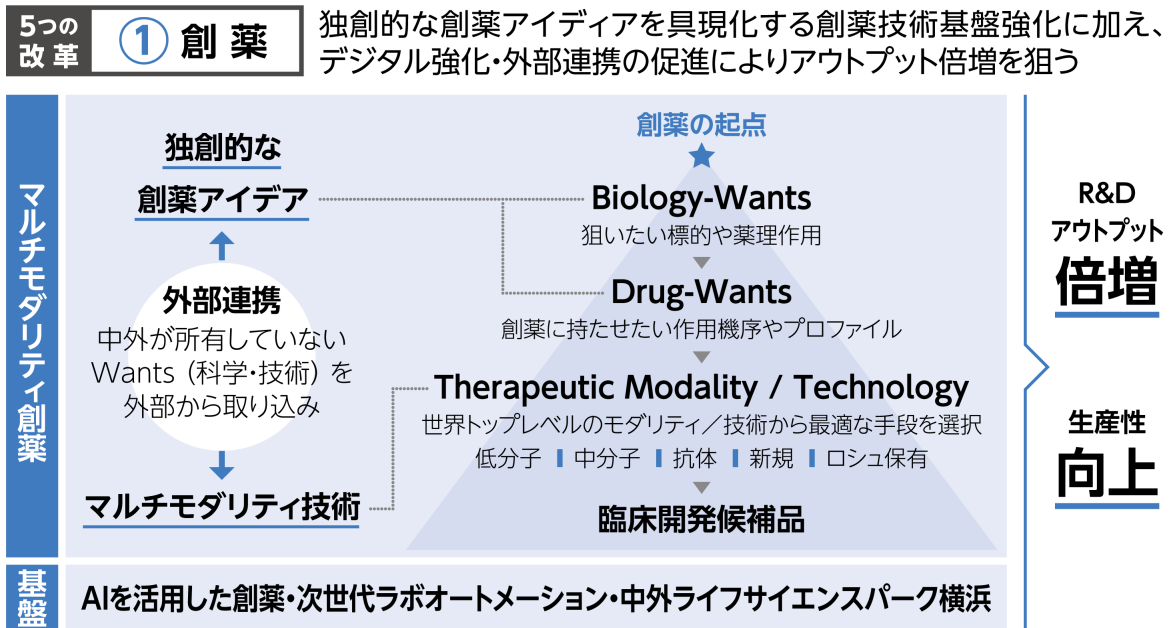 5つの
改革
① 創薬
独創的な創薬アイディアを具現化する創薬技術基盤強化に加え、
デジタル強化・外部連携の促進によりアウトプット倍増を狙う
マルチモダリティ創薬
独創的な
創薬アイデア
外部連携
中外が所有していない
Wants（科学・技術）を
外部から取り込み
マルチモダリティ技術
創薬の起点
Biology-Wants
狙いたい標的や薬理作用
Drug-Wants
創薬に持たせたい作用機序やプロファイル
Therapeutic Modality / Technology
世界トップレベルのモダリティ／技術から最適な手段を選択
低分子 ┃ 中分子 ┃ 抗体 ┃ 新規 ┃ ロシュ保有
臨床開発候補品
R&D
アウトプット
倍増
生産性
向上
基盤
AIを活用した創薬・次世代ラボオートメーション・中外ライフサイエンスパーク横浜